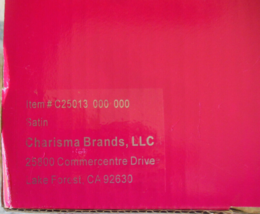 Item # C25013 000 000
Satin
Charisma Brands, LLC
25800 Commercentre Drive
Lake Forest, CA 92630